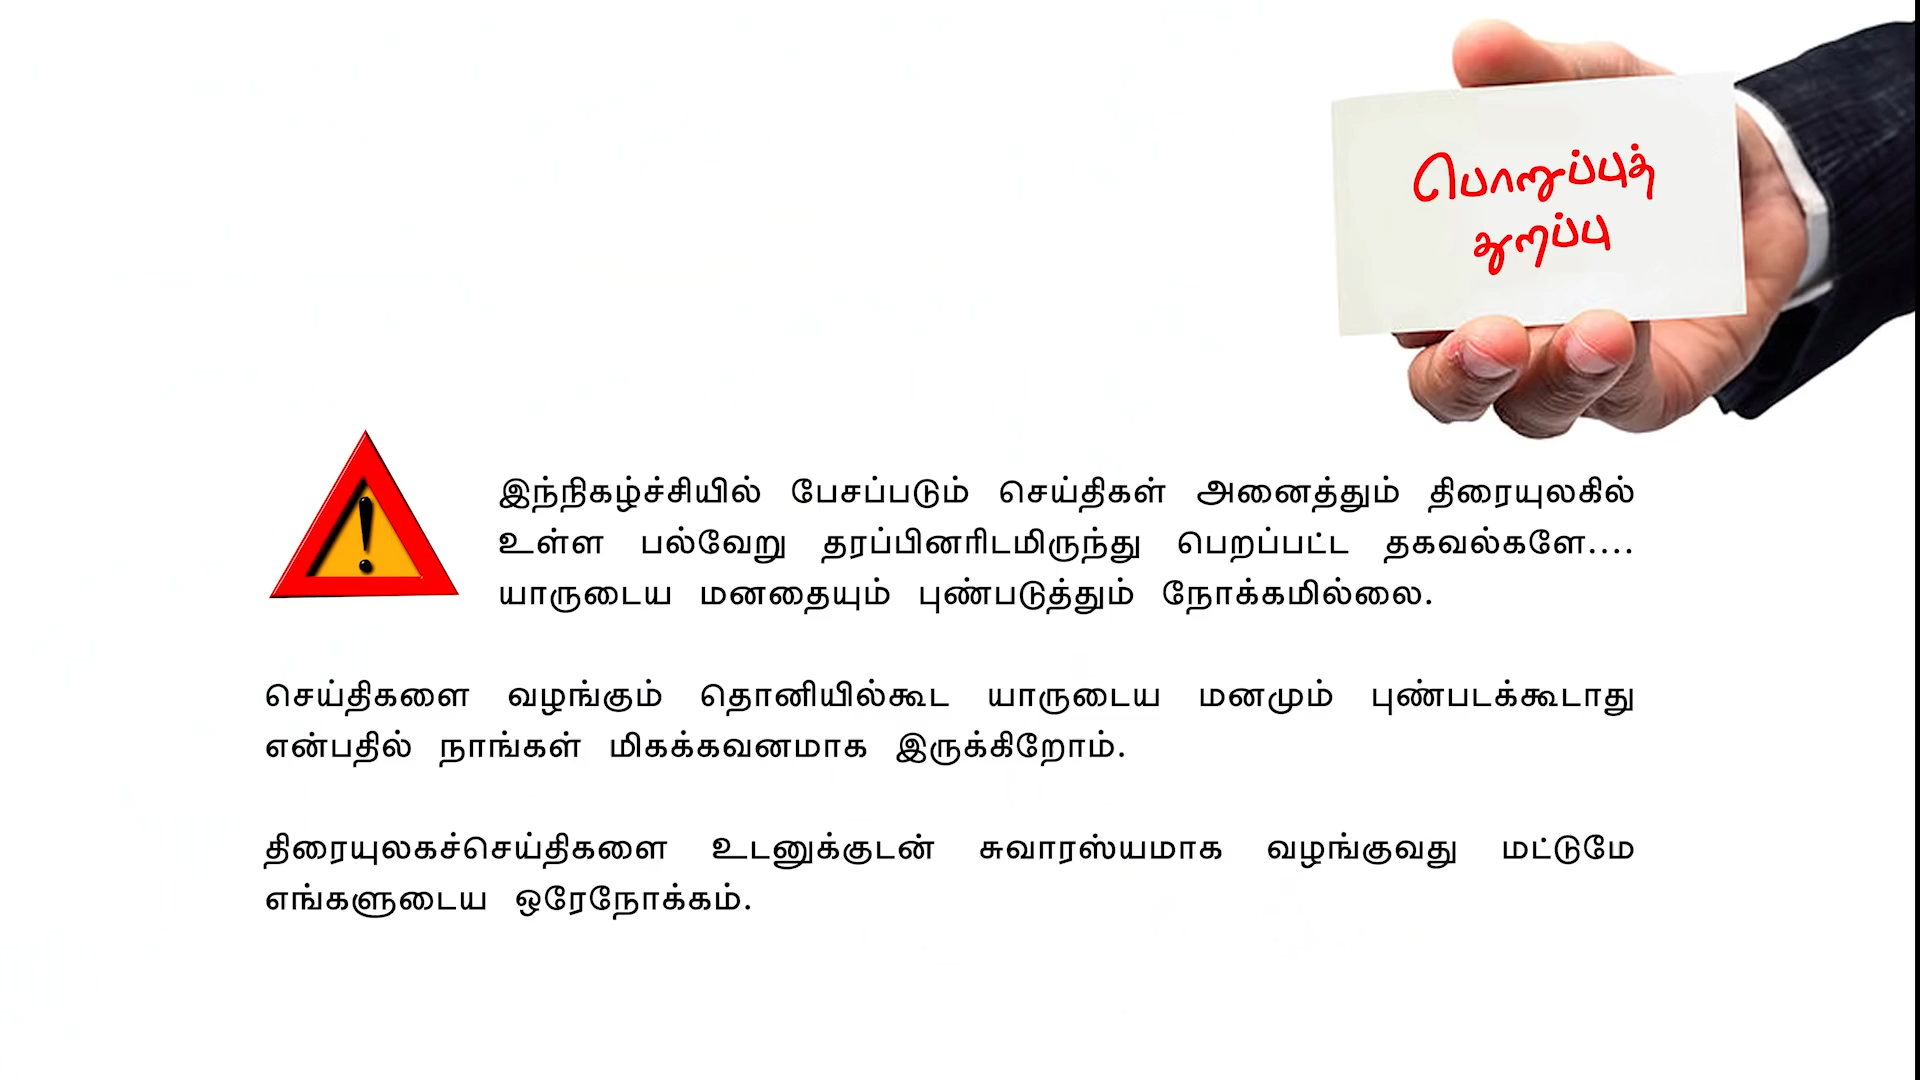 பொறுப்புத்
துறப்பு
இந்நிகழ்ச்சியில் பேசப்படும் செய்திகள் அனைத்தும் திரையுலகில்
உள்ள பல்வேறு தரப்பினரிடமிருந்து பெறப்பட்ட தகவல்களே....
யாருடைய மனதையும் புண்படுத்தும் நோக்கமில்லை.
செய்திகளை வழங்கும் தொனியில்கூட யாருடைய மனமும் புண்படக்கூடாது
என்பதில் நாங்கள் மிகக்கவனமாக இருக்கிறோம்.
திரையுலகச்செய்திகளை உடனுக்குடன் சுவாரஸ்யமாக வழங்குவது மட்டுமே
எங்களுடைய ஒரேநோக்கம்.